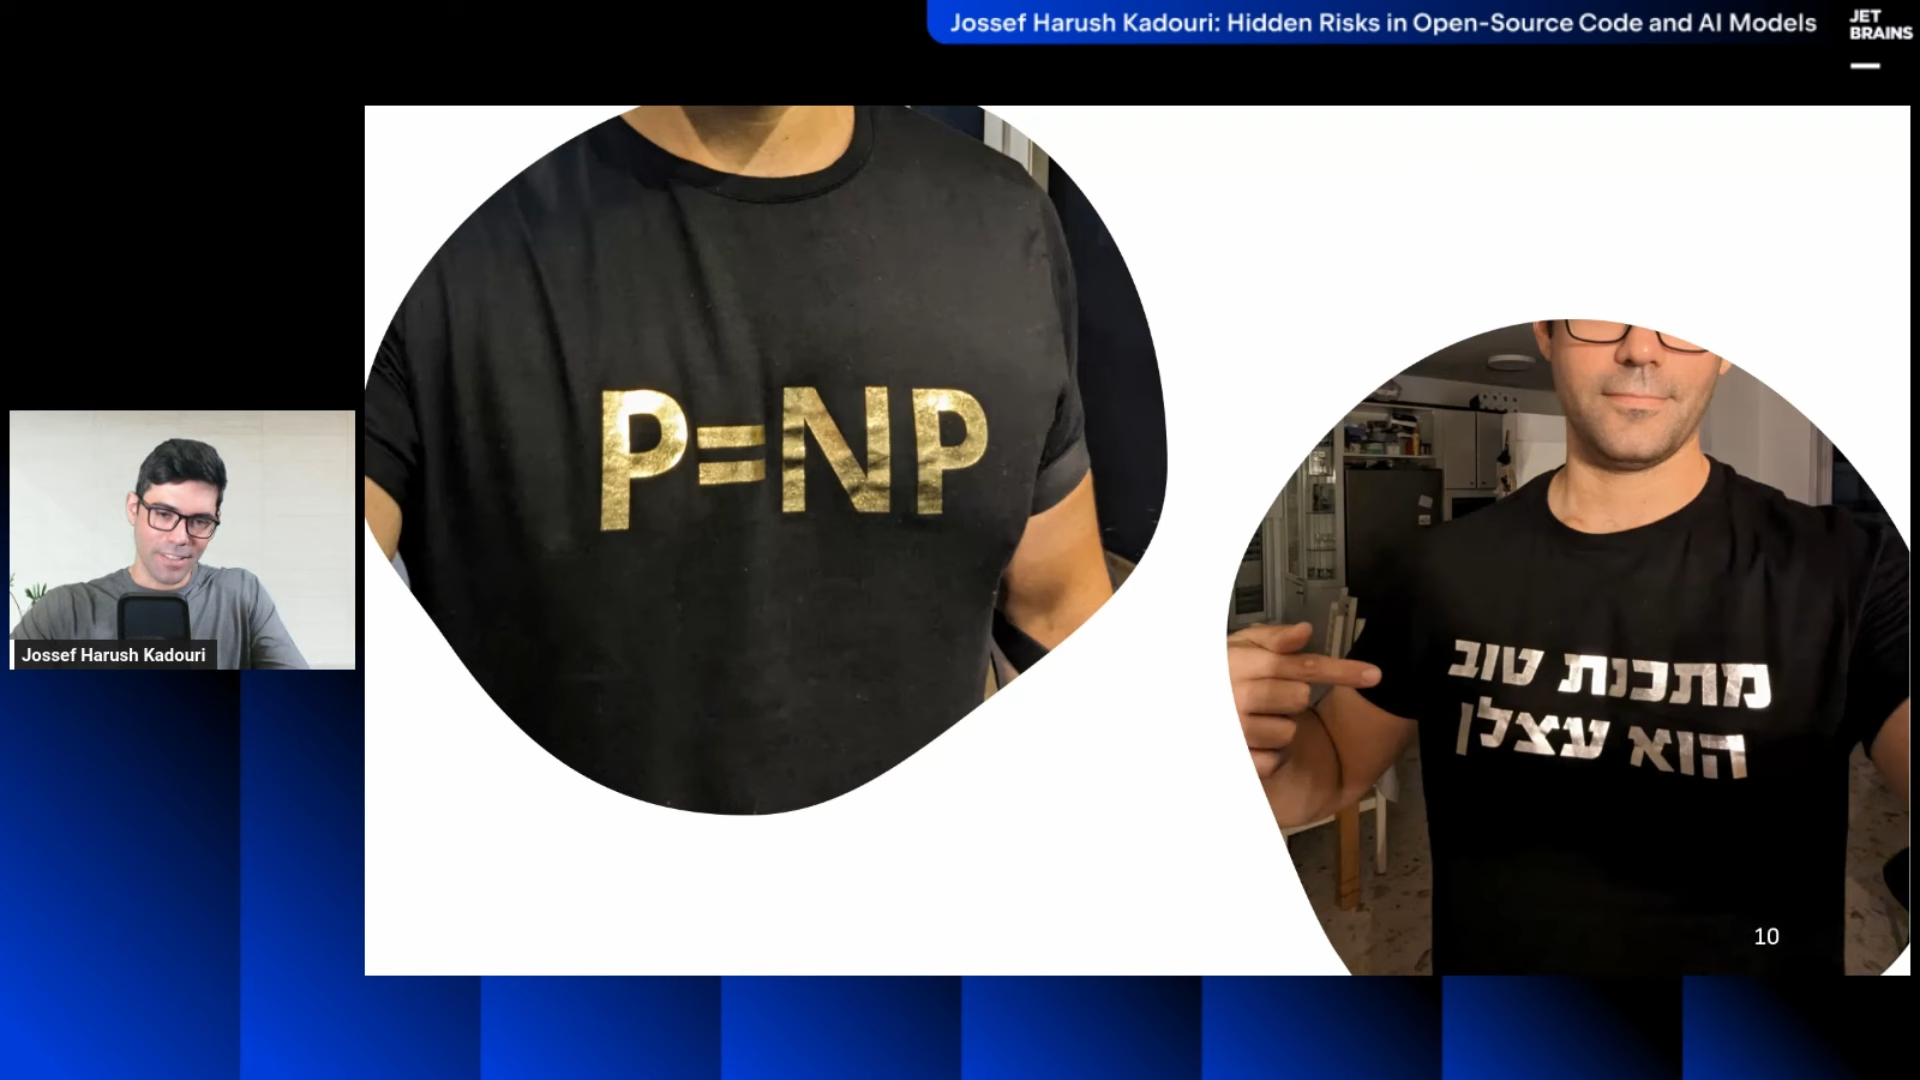 Jossef Harush Kadouri: Hidden Risks in Open-Source Code and AI Models
JET
BRAINS
P=NP
מתכנת טוב
הוא עצלן
Jossef Harush Kadouri
10